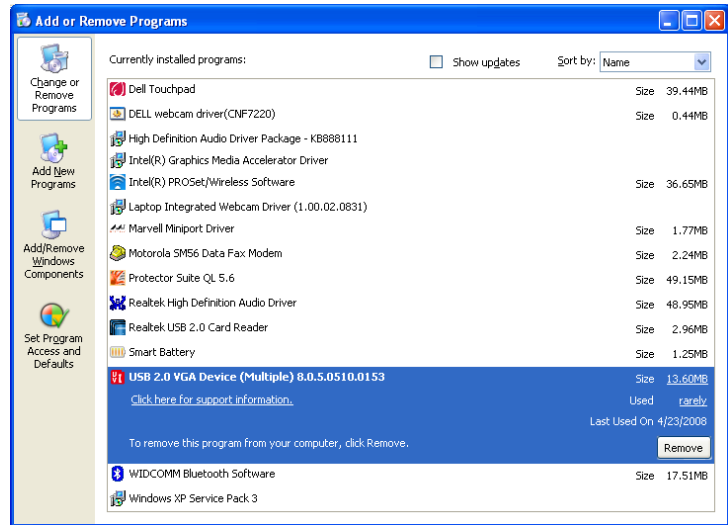 Add or Remove Programs
Change or
Remove
Programs
Add New
Programs
Add/Remove
Windows
Components
Set Program
Access and
Defaults
Currently installed programs:
Show updates
Sort by: Name
Dell Touchpad Size 39.44MB
DELL webcam driver(CNF7220) Size 0.44MB
High Definition Audio Driver Package - KB888111
Intel(R) Graphics Media Accelerator Driver
Intel(R) PROSet/Wireless Software Size 36.65MB
Laptop Integrated Webcam Driver (1.00.02.0831)
Marvell Miniport Driver Size 1.77MB
Motorola SM56 Data Fax Modem Size 2.24MB
Protector Suite QL 5.6 Size 49.15MB
Realtek High Definition Audio Driver Size 48.95MB
Realtek USB 2.0 Card Reader Size 2.96MB
Smart Battery Size 1.25MB
USB 2.0 VGA Device (Multiple) 8.0.5.0510.0153 Size 13.60MB
Click here for support information. Used rarely
Last Used On 4/23/2008
To remove this program from your computer, click Remove. Remove
WIDCOMM Bluetooth Software Size 17.51MB
Windows XP Service Pack 3